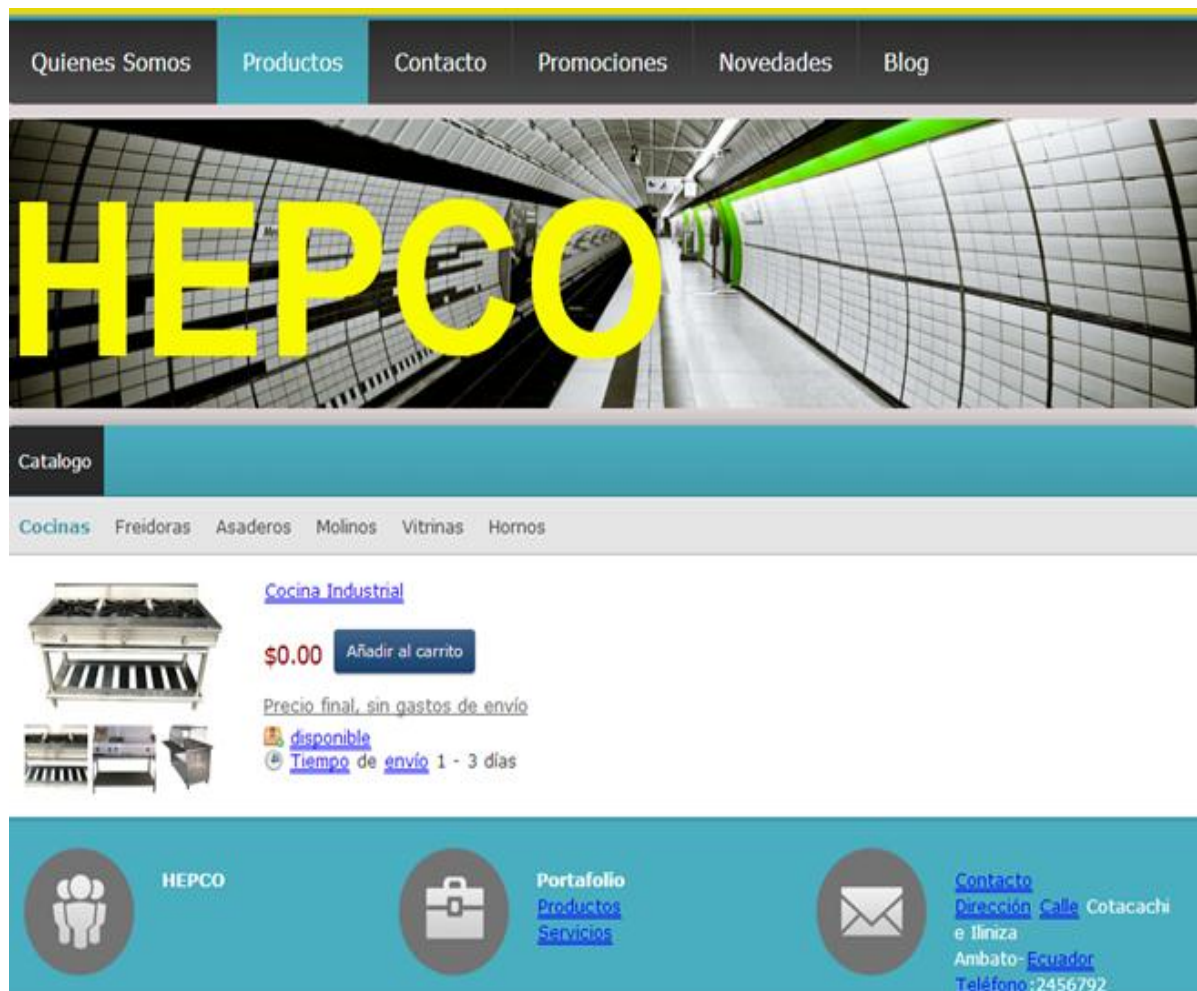 Quienes Somos Productos Contacto Promociones Novedades Blog
HEPCO
Catalogo
Cocinas Freidoras Asaderos Molinos Vitrinas Hornos
Cocina Industrial
$0.00 Añadir al carrito
Precio final, sin gastos de envío
disponible
Tiempo de envío 1 - 3 días
HEPCO
Portafolio
Productos
Servicios
Contacto
Dirección Calle Cotacachi
e Iliniza
Ambato-Ecuador
Teléfono:2456792